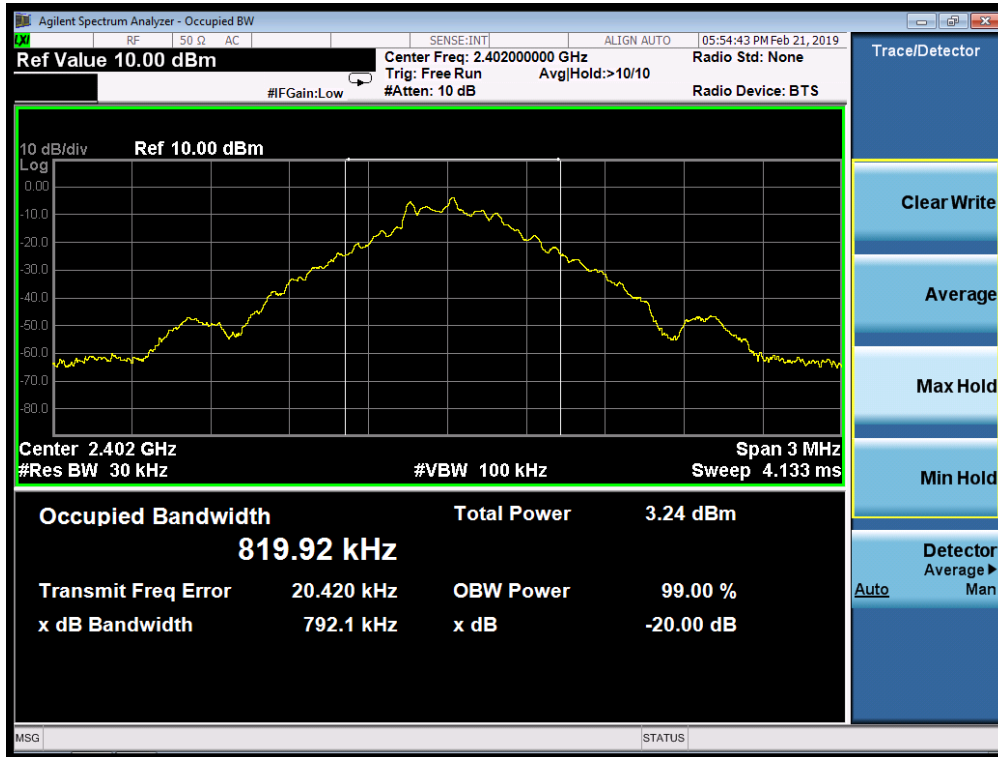 Agilent Spectrum Analyzer - Occupied BW
LXI RF 50 Ω AC SENSE:INT ALIGN AUTO 05:54:43 PM Feb 21, 2019
Ref Value 10.00 dBm
Center Freq: 2.402000000 GHz
Radio Std: None
Trig: Free Run Avg|Hold:>10/10
#IFGain:Low #Atten: 10 dB Radio Device: BTS
10 dB/div Ref 10.00 dBm
Log
0.00
-10.0
-20.0
-30.0
-40.0
-50.0
-60.0
-70.0
-80.0
Center 2.402 GHz Span 3 MHz
#Res BW 30 kHz #VBW 100 kHz Sweep 4.133 ms
Occupied Bandwidth Total Power 3.24 dBm
819.92 kHz
Transmit Freq Error 20.420 kHz OBW Power 99.00 %
x dB Bandwidth 792.1 kHz x dB -20.00 dB
MSG STATUS
Trace/Detector
Clear Write
Average
Max Hold
Min Hold
Detector
Average▶
Auto Man